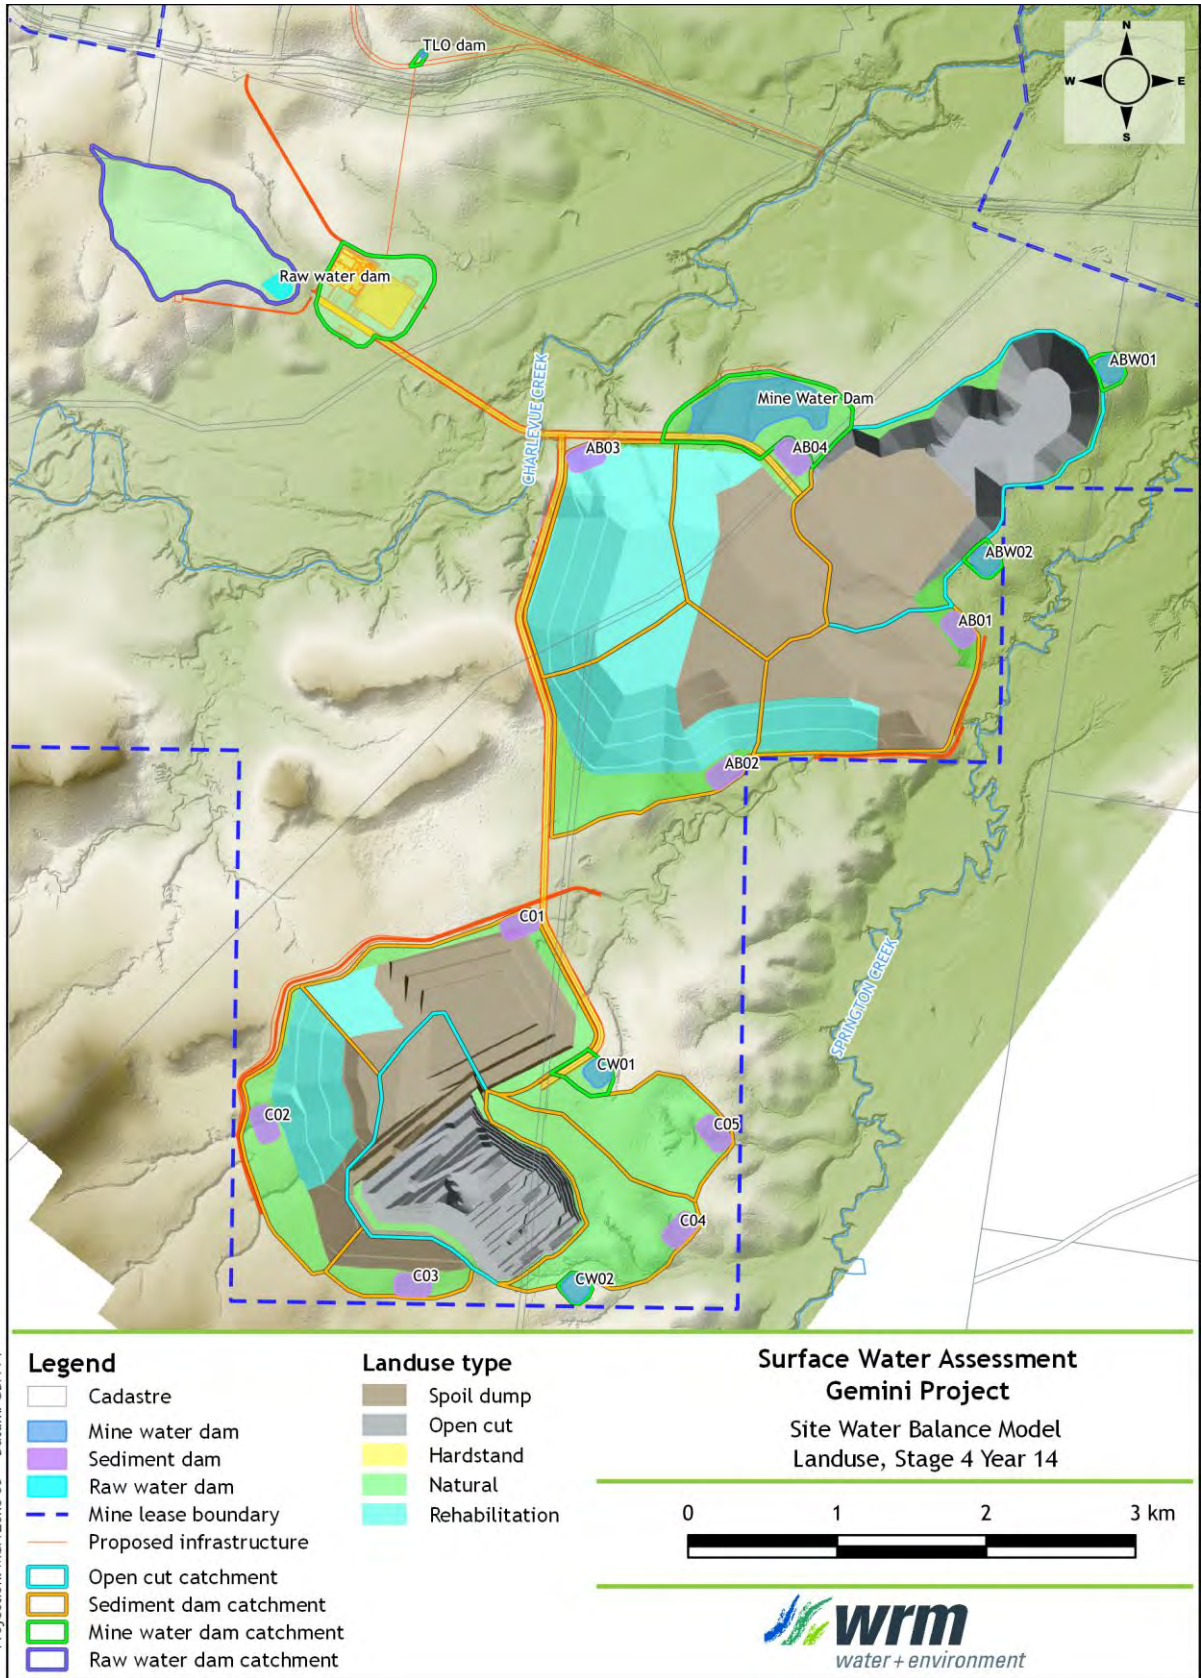 N
W E
S
TLO dam
Raw water dam
CHARLEVUE CREEK
Mine Water Dam
ABW01
AB03
AB04
ABW02
AB01
AB02
SPRINGTON CREEK
C01
CW01
C02
C05
C04
C03
CW02
Legend
Cadastre
Mine water dam
Sediment dam
Raw water dam
Mine lease boundary
Proposed infrastructure
Open cut catchment
Sediment dam catchment
Mine water dam catchment
Raw water dam catchment
Landuse type
Spoil dump
Open cut
Hardstand
Natural
Rehabilitation
Surface Water Assessment
Gemini Project
Site Water Balance Model
Landuse, Stage 4 Year 14
0 1 2 3 km
wrm
water + environment